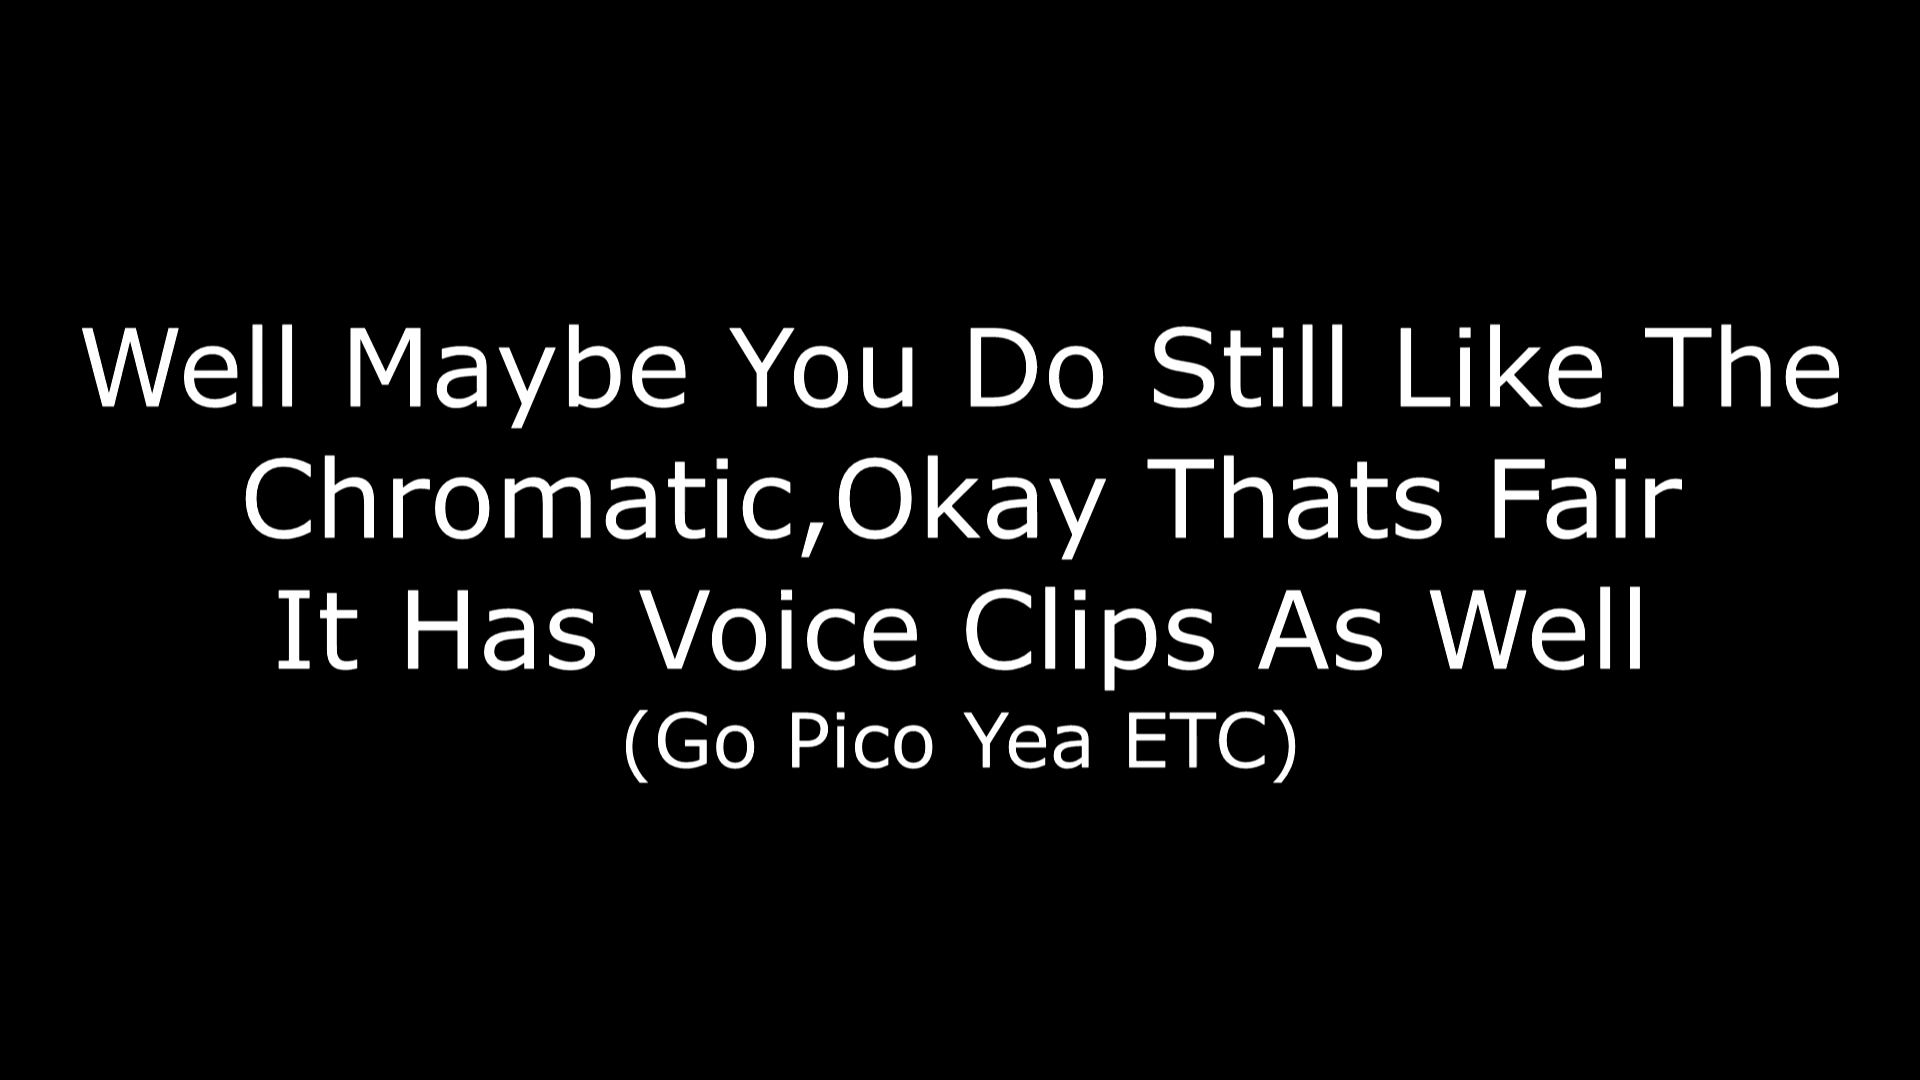 Well Maybe You Do Still Like The
Chromatic,Okay Thats Fair
It Has Voice Clips As Well
(Go Pico Yea ETC)